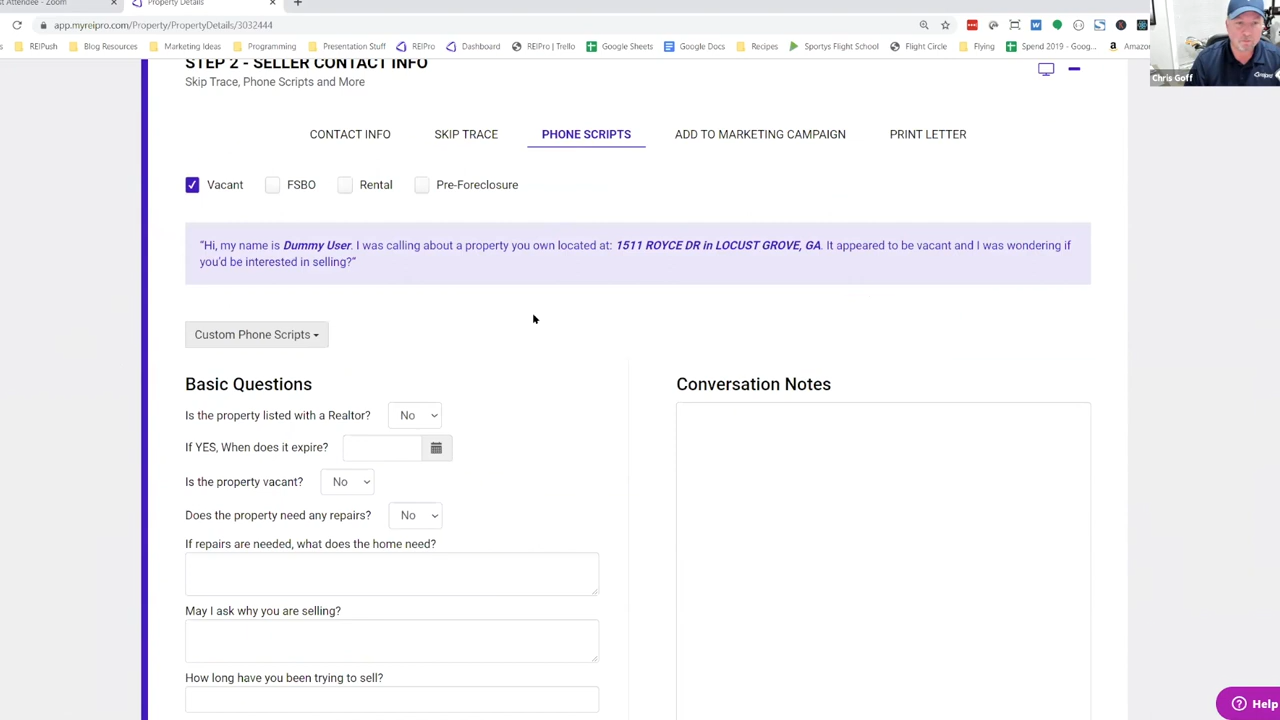 st Attendee - Zoom
Property Details
app.myreipro.com/Property/PropertyDetails/3032444
REIPush
Blog Resources
Marketing Ideas
Programming
Presentation Stuff
REIPro
Dashboard
REIPro | Trello
Google Sheets
Google Docs
Recipes
Sportys Flight School
Flight Circle
Flying
Spend 2019 - Goog...
Amazon
Chris Goff
STEP 2 - SELLER CONTACT INFO
Skip Trace, Phone Scripts and More
CONTACT INFO
SKIP TRACE
PHONE SCRIPTS
ADD TO MARKETING CAMPAIGN
PRINT LETTER
Vacant
FSBO
Rental
Pre-Foreclosure
“Hi, my name is Dummy User. I was calling about a property you own located at: 1511 ROYCE DR in LOCUST GROVE, GA. It appeared to be vacant and I was wondering if
you'd be interested in selling?”
Custom Phone Scripts
Basic Questions
Conversation Notes
Is the property listed with a Realtor? No
If YES, When does it expire?
Is the property vacant? No
Does the property need any repairs? No
If repairs are needed, what does the home need?
May I ask why you are selling?
How long have you been trying to sell?
Help